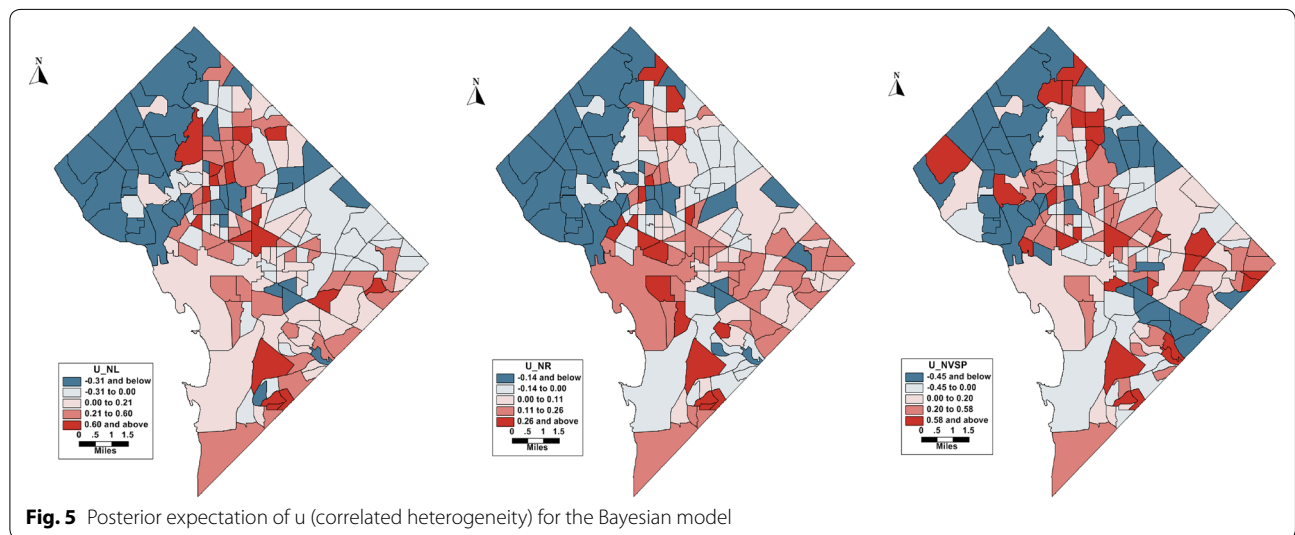 N
N
N
U_NL
-0.31 and below
-0.31 to 0.00
0.00 to 0.21
0.21 to 0.60
0.60 and above
0 .5 1 1.5
Miles
U_NR
-0.14 and below
-0.14 to 0.00
0.00 to 0.11
0.11 to 0.26
0.26 and above
0 .5 1 1.5
Miles
U_NVSP
-0.45 and below
-0.45 to 0.00
0.00 to 0.20
0.20 to 0.58
0.58 and above
0 .5 1 1.5
Miles
Fig. 5 Posterior expectation of u (correlated heterogeneity) for the Bayesian model